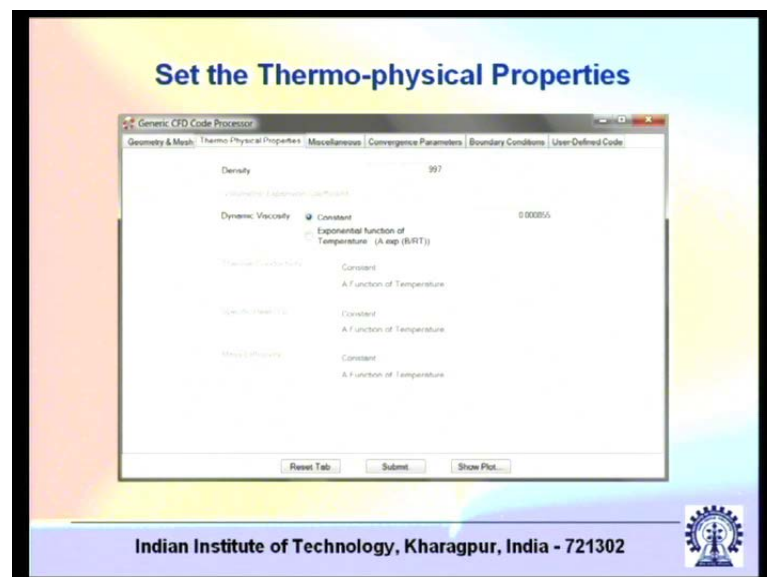 Set the Thermo-physical Properties
Generic CFD Code Processor
Geometry & Mesh Thermo Physical Properties Miscellaneous Convergence Parameters Boundary Conditions User Defined Code
Density 997
Dynamic Viscosity Constant 0.000855
Exponential function of
Temperature (A exp (B/RT))
Constant
A Function of Temperature
Constant
A Function of Temperature
Constant
A Function of Temperature
Reset Tab Submit Show Plot...
Indian Institute of Technology, Kharagpur, India - 721302